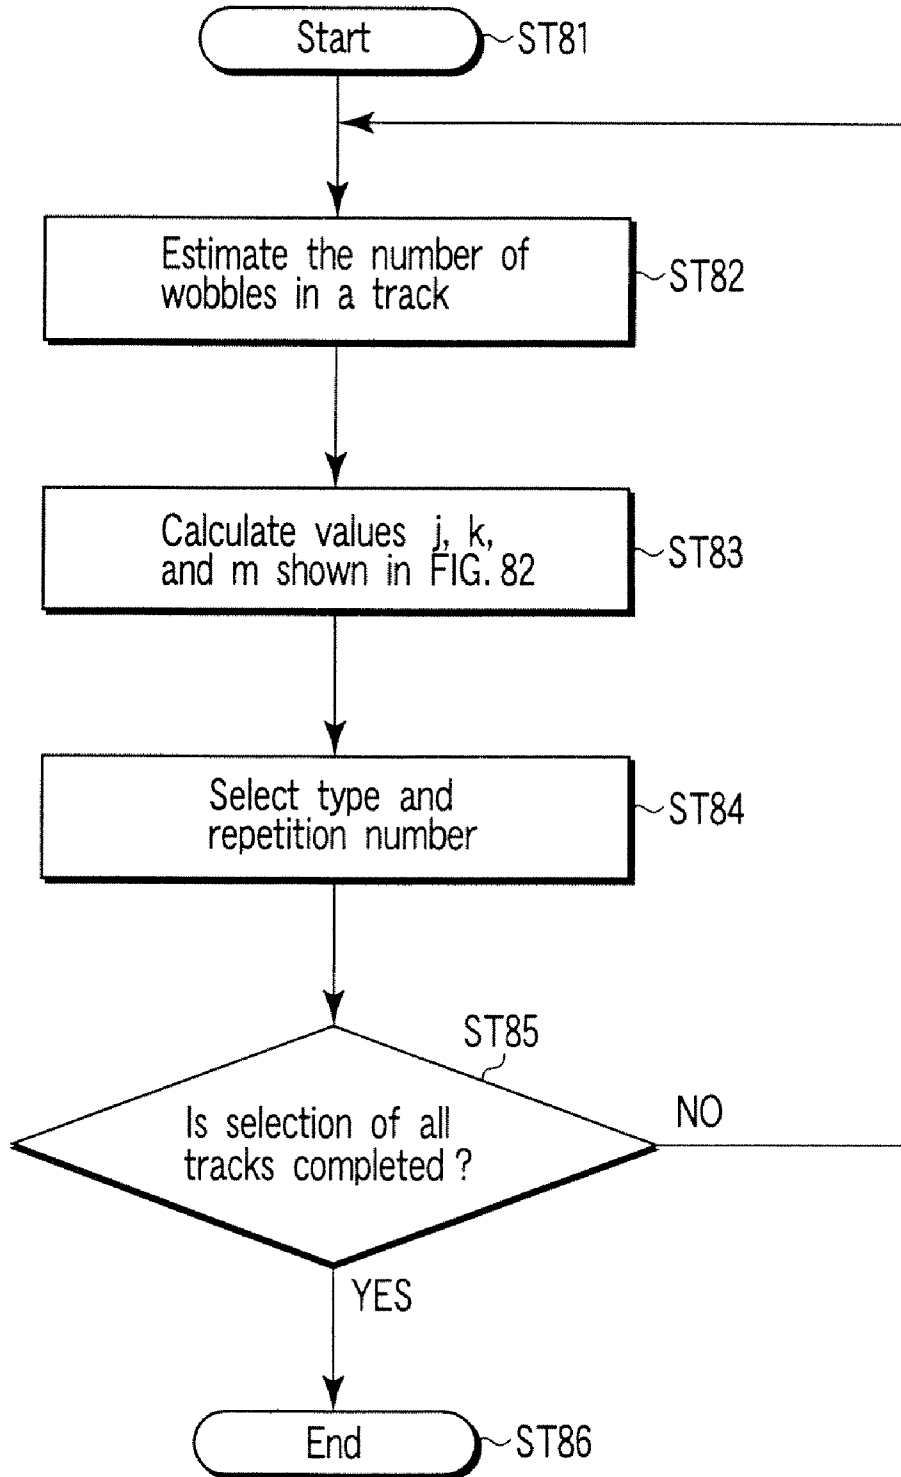 Start
ST81
Estimate the number of
wobbles in a track
ST82
Calculate values j, k,
and m shown in FIG. 82
ST83
Select type and
repetition number
ST84
ST85
Is selection of all
tracks completed?
NO
YES
End
ST86